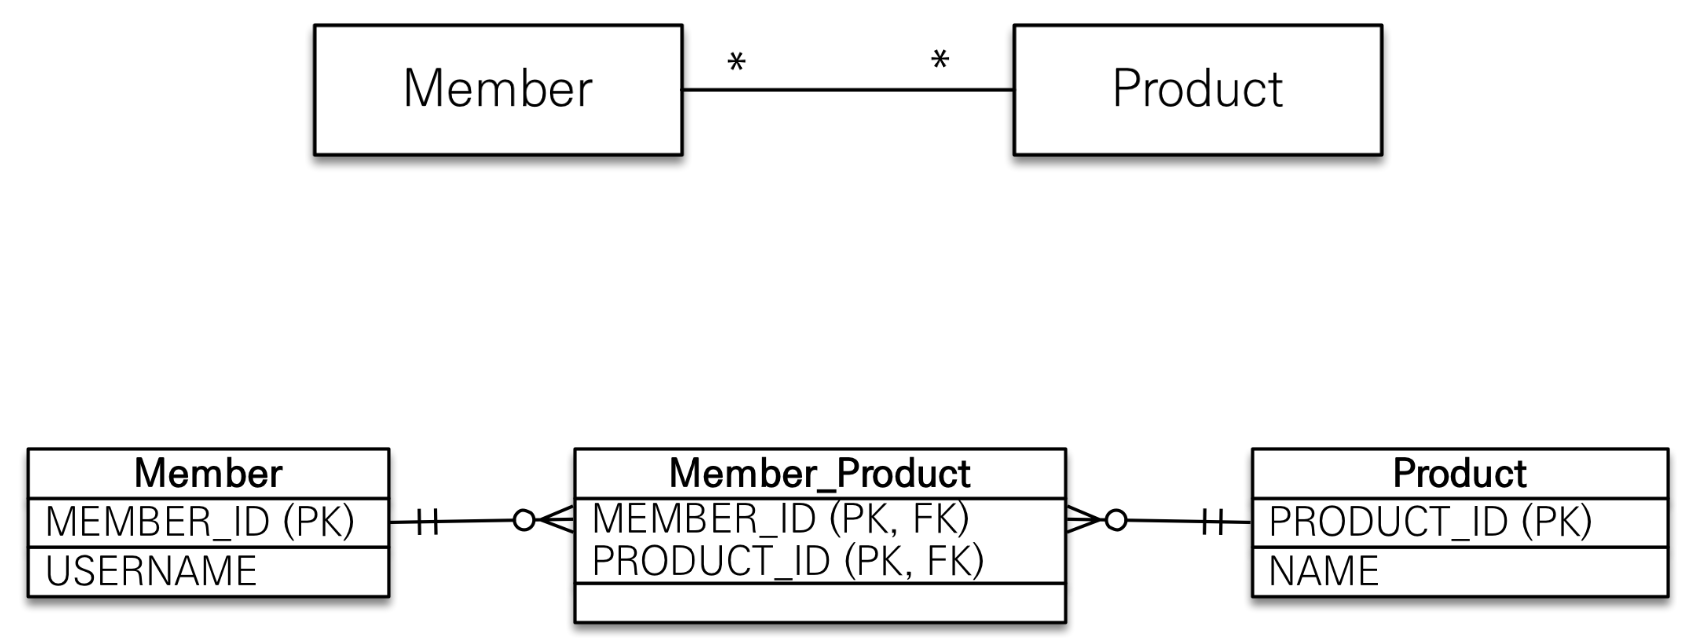 Member
*
*
Product
Member
MEMBER_ID (PK)
USERNAME
Member_Product
MEMBER_ID (PK, FK)
PRODUCT_ID (PK, FK)
Product
PRODUCT_ID (PK)
NAME